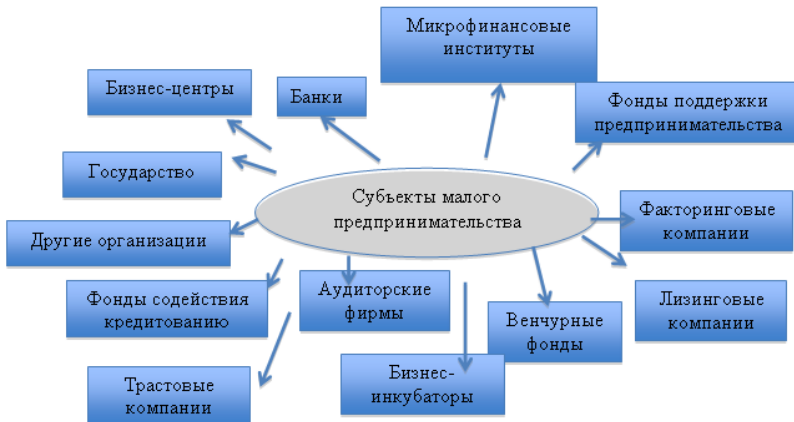 Микрофинансовые
институты
Бизнес-центры
Банки
Фонды поддержки
предпринимательства
Государство
Субъекты малого
предпринимательства
Факторинговые
компании
Другие организации
Фонды содействия
кредитованию
Аудиторские
фирмы
Венчурные
фонды
Лизинговые
компании
Трастовые
компании
Бизнес-
инкубаторы